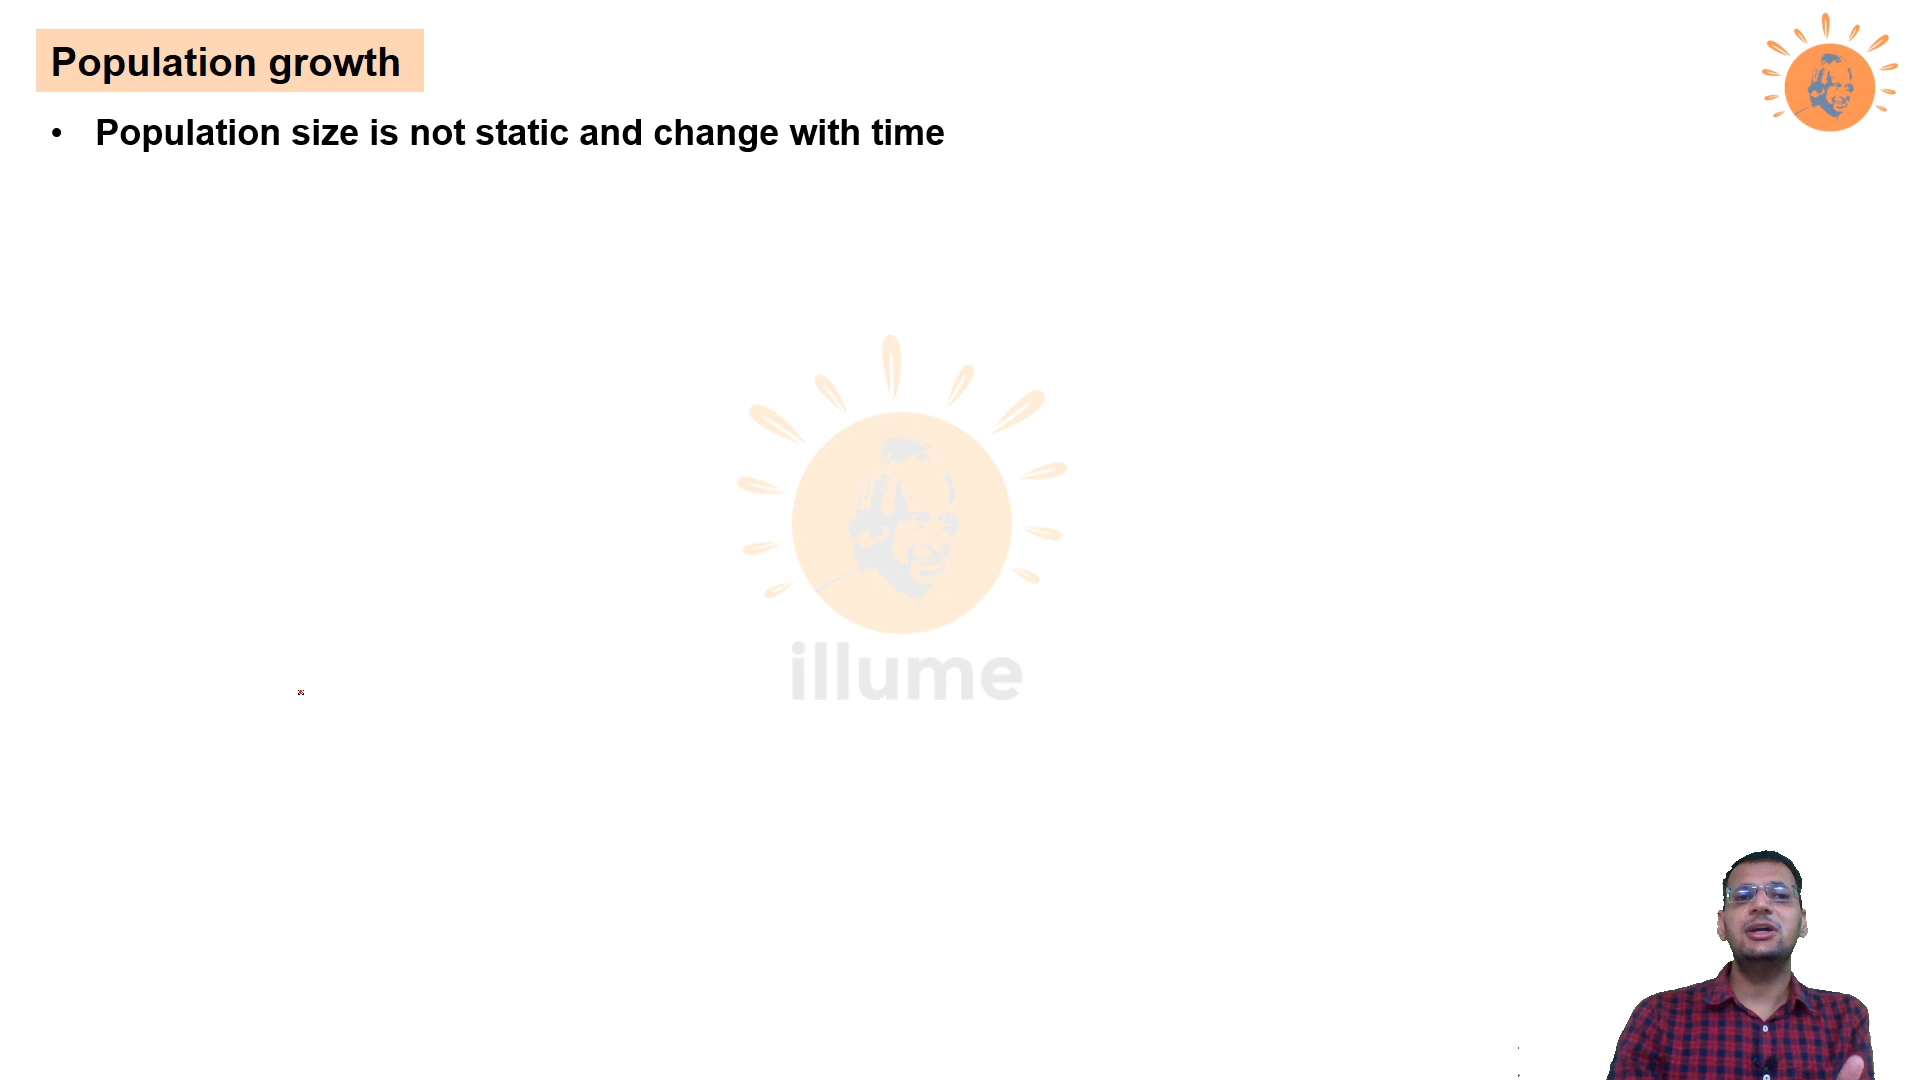 Population growth
• Population size is not static and change with time
illume